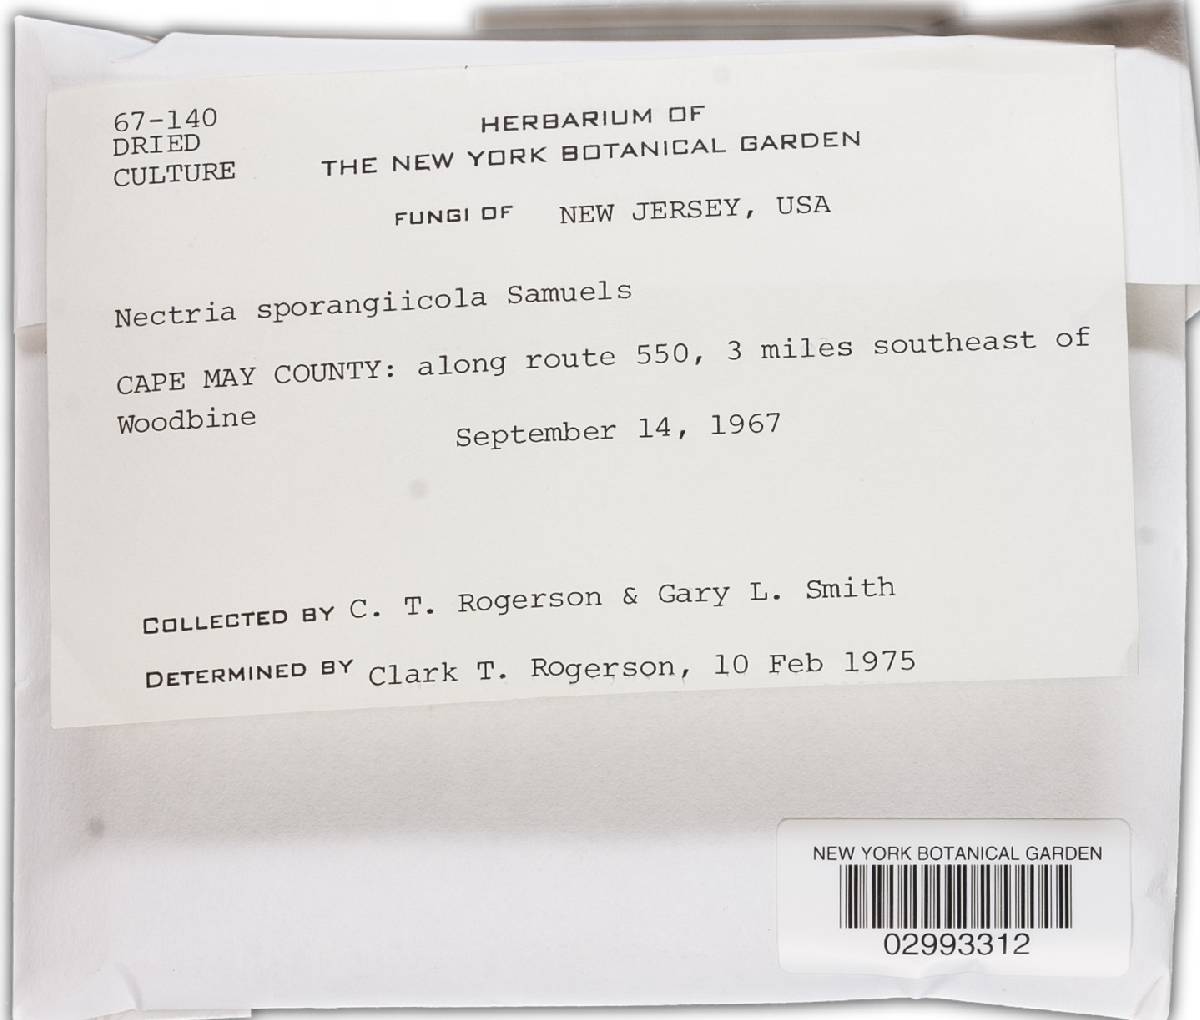 67-140
DRIED
CULTURE
HERBARIUM OF
THE NEW YORK BOTANICAL GARDEN
FUNGI OF NEW JERSEY, USA
Nectria sporangiicola Samuels
CAPE MAY COUNTY: along route 550, 3 miles southeast of
Woodbine
September 14, 1967
COLLECTED BY C. T. Rogerson & Gary L. Smith
DETERMINED BY Clark T. Rogerson, 10 Feb 1975
NEW YORK BOTANICAL GARDEN
02993312